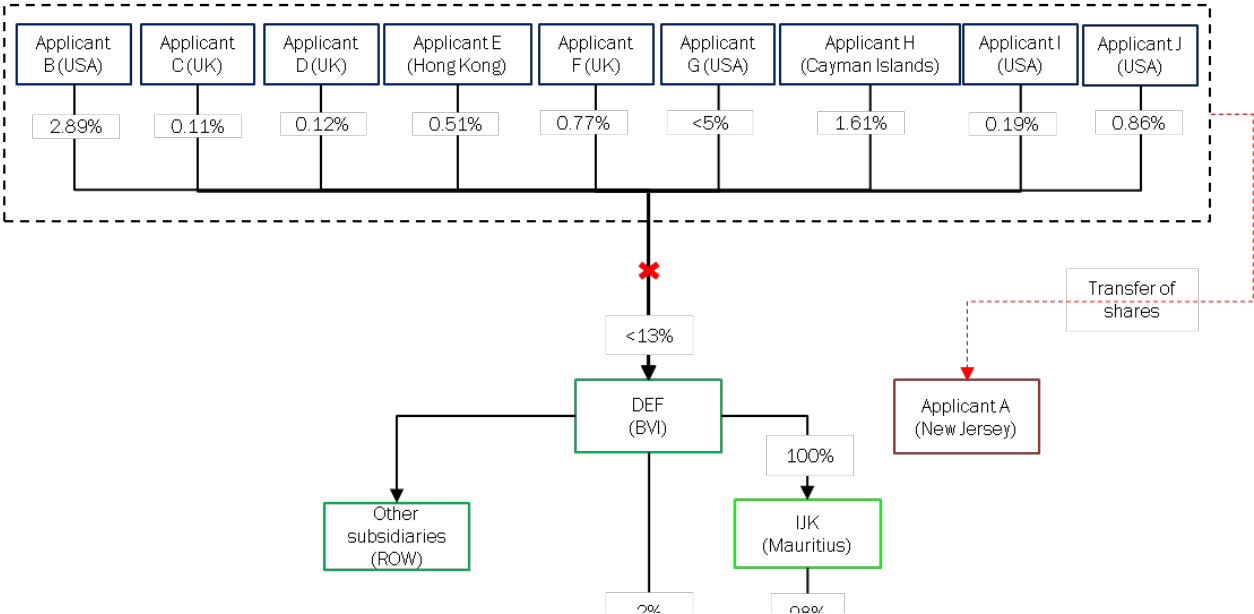 Applicant
B (USA)
Applicant
C (UK)
Applicant
D (UK)
Applicant E
(Hong Kong)
Applicant
F (UK)
Applicant
G (USA)
Applicant H
(Cayman Islands)
Applicant I
(USA)
Applicant J
(USA)
2.89%
0.11%
0.12%
0.51%
0.77%
<5%
1.61%
0.19%
0.86%
Transfer of
shares
<13%
DEF
(BVI)
Applicant A
(New Jersey)
100%
Other
subsidiaries
(ROW)
IJK
(Mauritius)
2%
98%